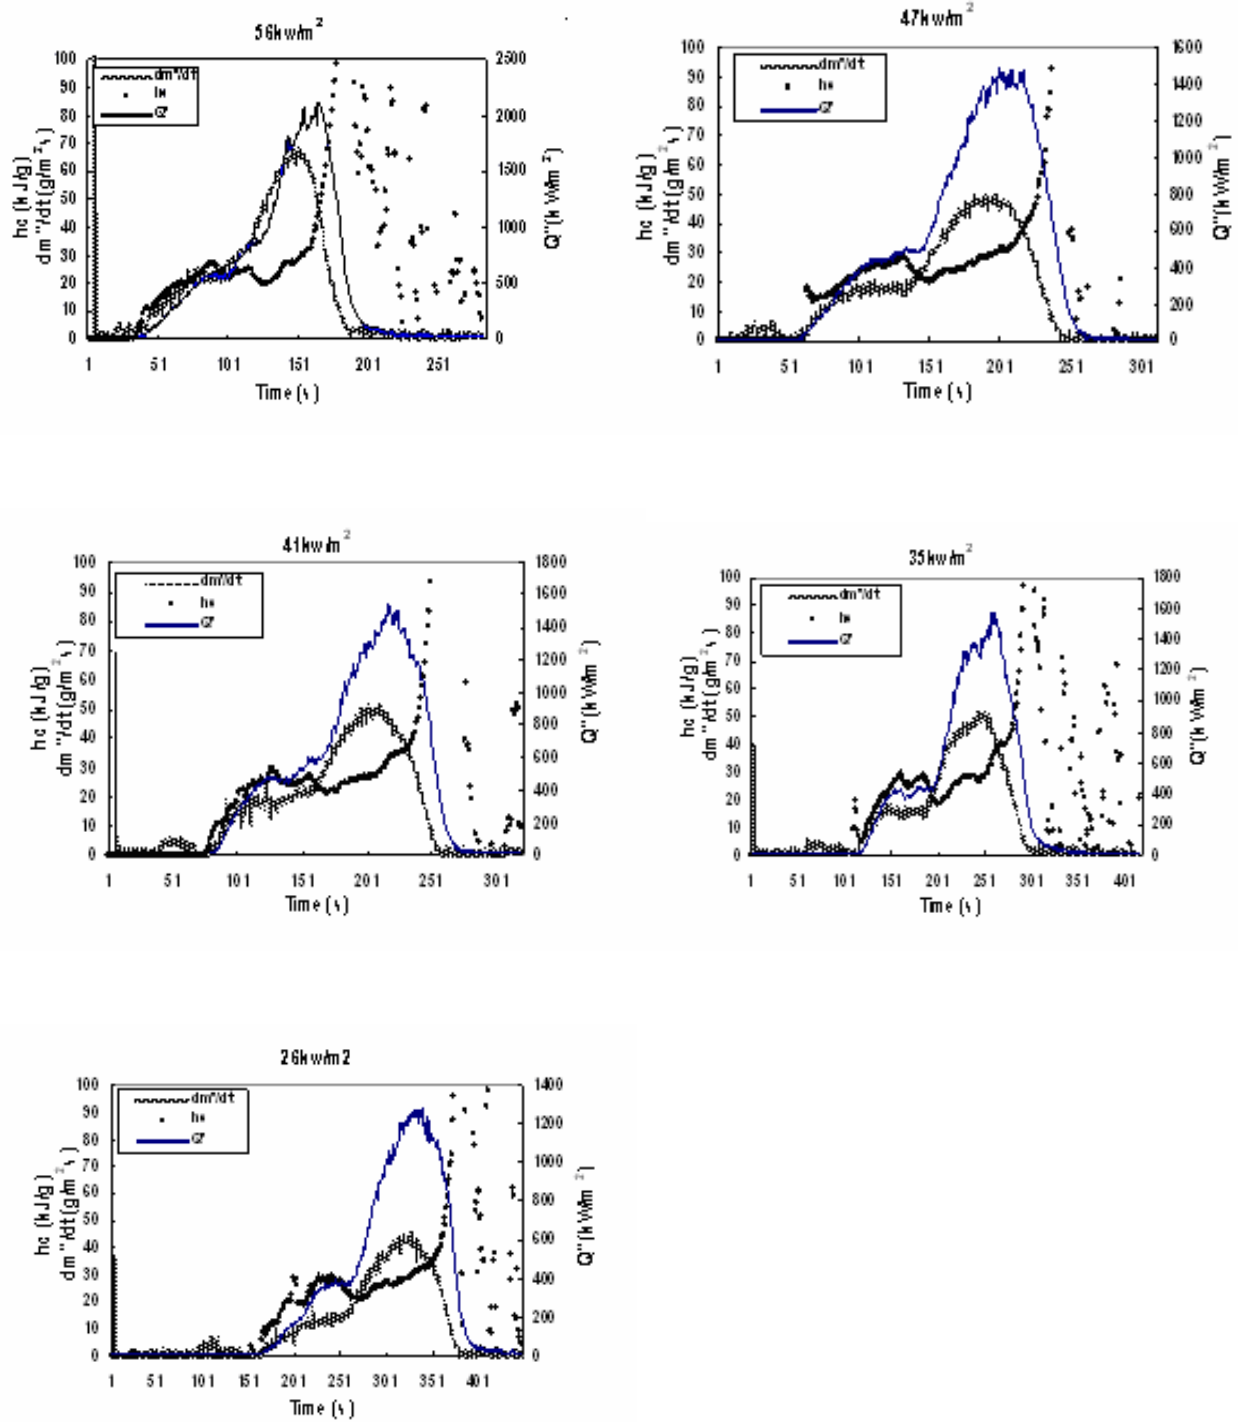 56kw/m²
100
90
80
70
60
50
40
30
20
10
0
hc (kJ/g)
dm"/dt(g/m²s)
dm"/dt
hc
Q"
2500
2000
1500
1000
500
0
Q"(kW/m²)
1 51 101 151 201 251
Time (s)
47kw/m²
100
90
80
70
60
50
40
30
20
10
0
hc (kJ/g)
dm"/dt(g/m²s)
dm"/dt
hc
Q"
1600
1400
1200
1000
800
600
400
200
0
Q"(kW/m²)
1 51 101 151 201 251 301
Time (s)
41kw/m²
100
90
80
70
60
50
40
30
20
10
0
hc (kJ/g)
dm"/dt(g/m²s)
dm"/dt
hc
Q"
1800
1600
1400
1200
1000
800
600
400
200
0
Q"(kW/m²)
1 51 101 151 201 251 301
Time (s)
35kw/m²
100
90
80
70
60
50
40
30
20
10
0
hc (kJ/g)
dm"/dt(g/m²s)
dm"/dt
hc
Q"
1800
1600
1400
1200
1000
800
600
400
200
0
Q"(kW/m²)
1 51 101 151 201 251 301 351 401
Time (s)
26kw/m2
100
90
80
70
60
50
40
30
20
10
0
hc (kJ/g)
dm"/dt(g/m²s)
dm"/dt
hc
Q"
1400
1200
1000
800
600
400
200
0
Q"(kW/m²)
1 51 101 151 201 251 301 351 401
Time (s)